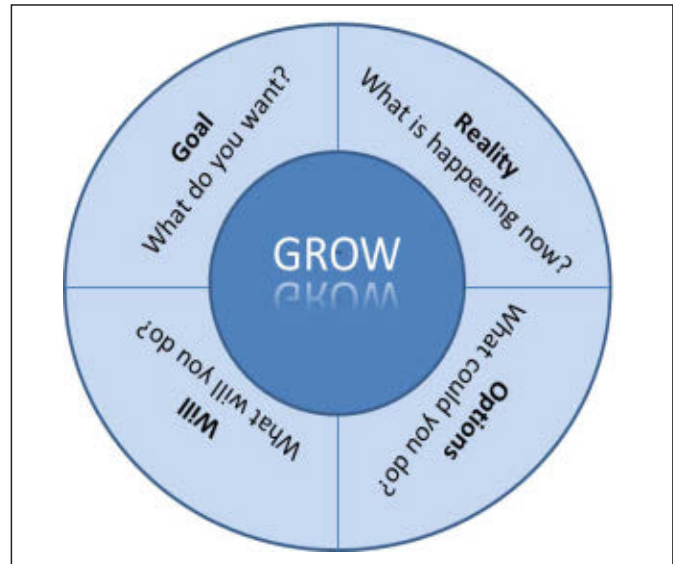 Goal
What do you want?
Reality
What is happening now?
GROW
Options
What could you do?
Will
What will you do?